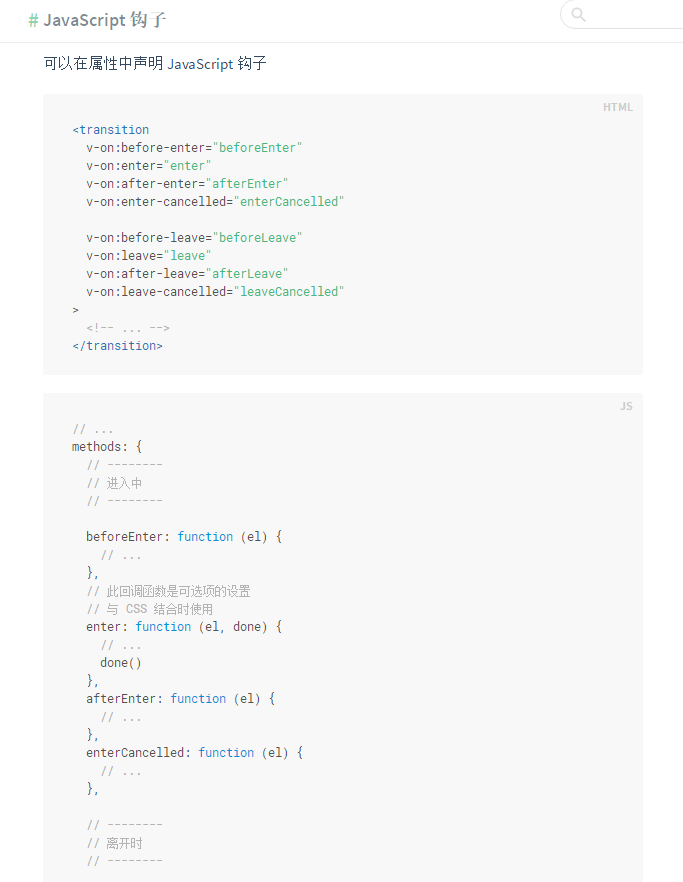 # JavaScript 钩子
可以在属性中声明 JavaScript 钩子
HTML
<transition
  v-on:before-enter="beforeEnter"
  v-on:enter="enter"
  v-on:after-enter="afterEnter"
  v-on:enter-cancelled="enterCancelled"

  v-on:before-leave="beforeLeave"
  v-on:leave="leave"
  v-on:after-leave="afterLeave"
  v-on:leave-cancelled="leaveCancelled"
>
  <!-- ... -->
</transition>
JS
// ...
methods: {
  // --------
  // 进入中
  // --------

  beforeEnter: function (el) {
    // ...
  },
  // 此回调函数是可选项的设置
  // 与 CSS 结合时使用
  enter: function (el, done) {
    // ...
    done()
  },
  afterEnter: function (el) {
    // ...
  },
  enterCancelled: function (el) {
    // ...
  },

  // --------
  // 离开时
  // --------